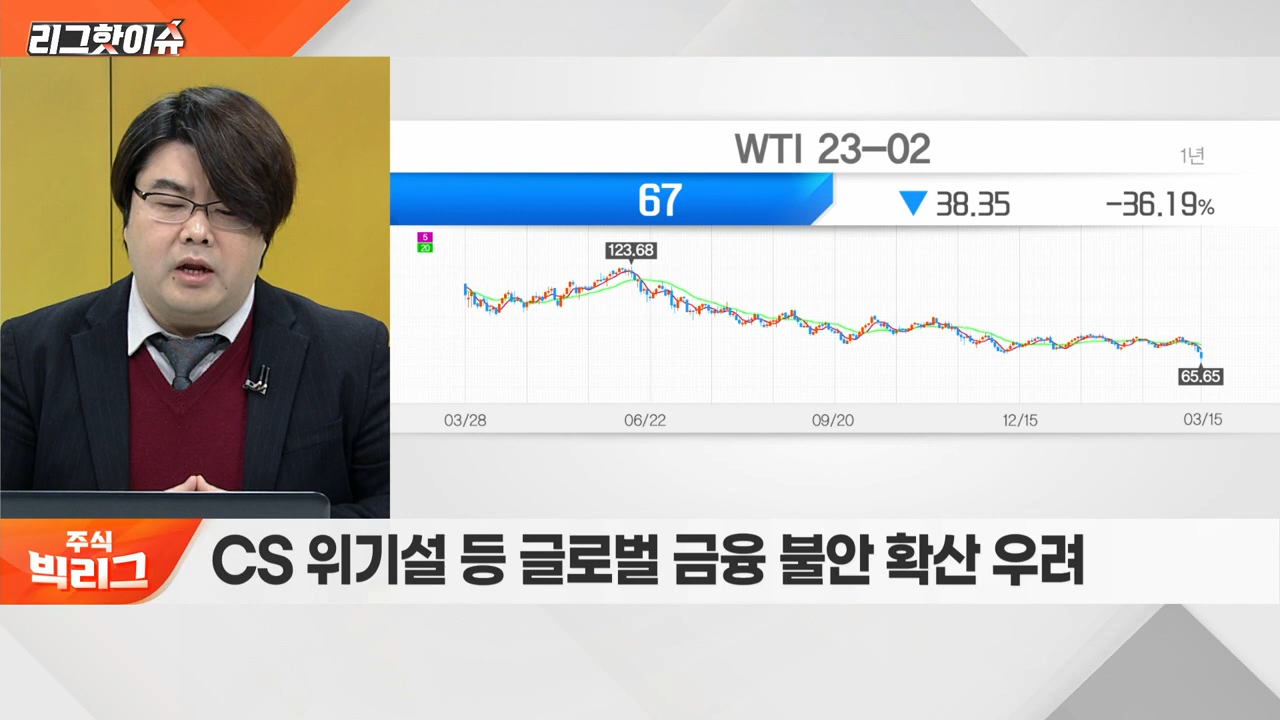 리그핫이슈
WTI 23-02
1년
67
▼ 38.35
-36.19%
5
20
123.68
65.65
03/28
06/22
09/20
12/15
03/15
주식
빅리그
CS 위기설 등 글로벌 금융 불안 확산 우려